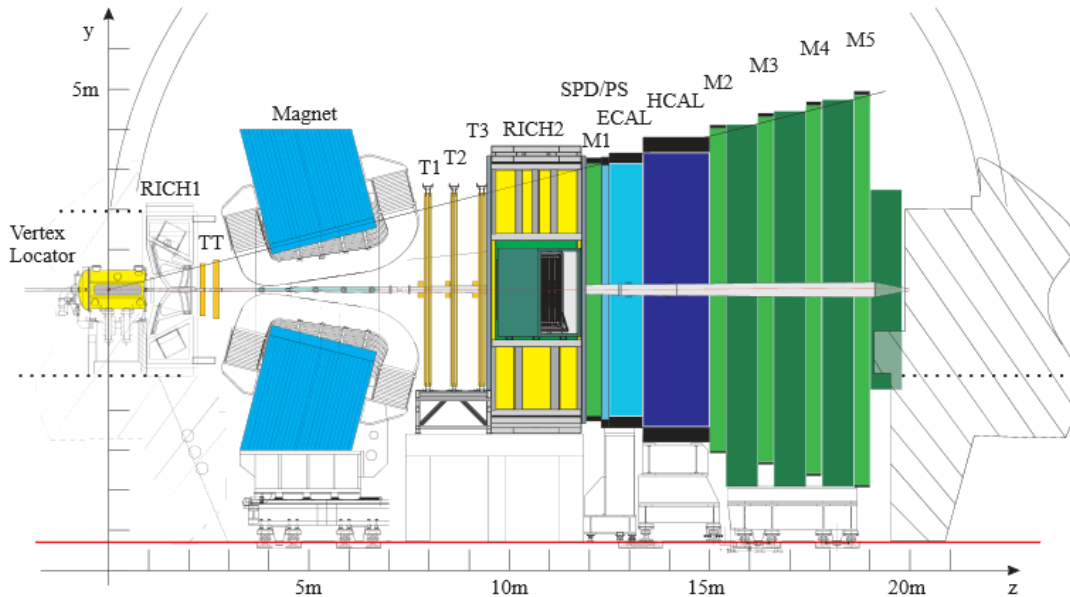 y
5m
Magnet
SPD/PS
ECAL
HCAL
M1
M2
M3
M4
M5
T1
T2
T3
RICH2
RICH1
TT
Vertex
Locator
5m
10m
15m
20m
z